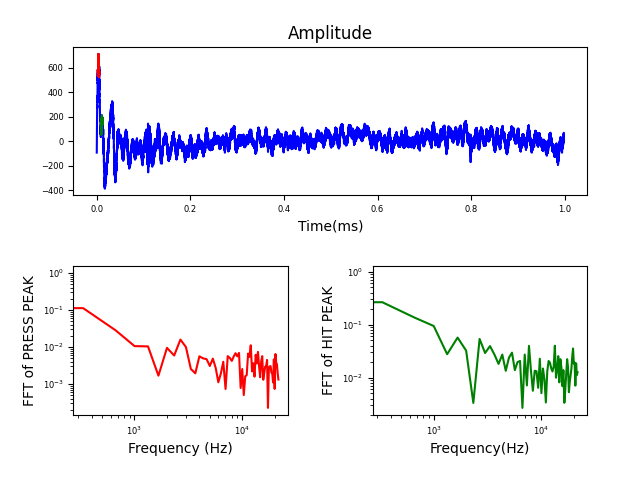 Amplitude
600
400
200
0
−200
−400
0.0 0.2 0.4 0.6 0.8 1.0
Time(ms)
FFT of PRESS PEAK
10⁰
10⁻¹
10⁻²
10⁻³
10³ 10⁴
Frequency (Hz)
FFT of HIT PEAK
10⁰
10⁻¹
10⁻²
10³ 10⁴
Frequency(Hz)